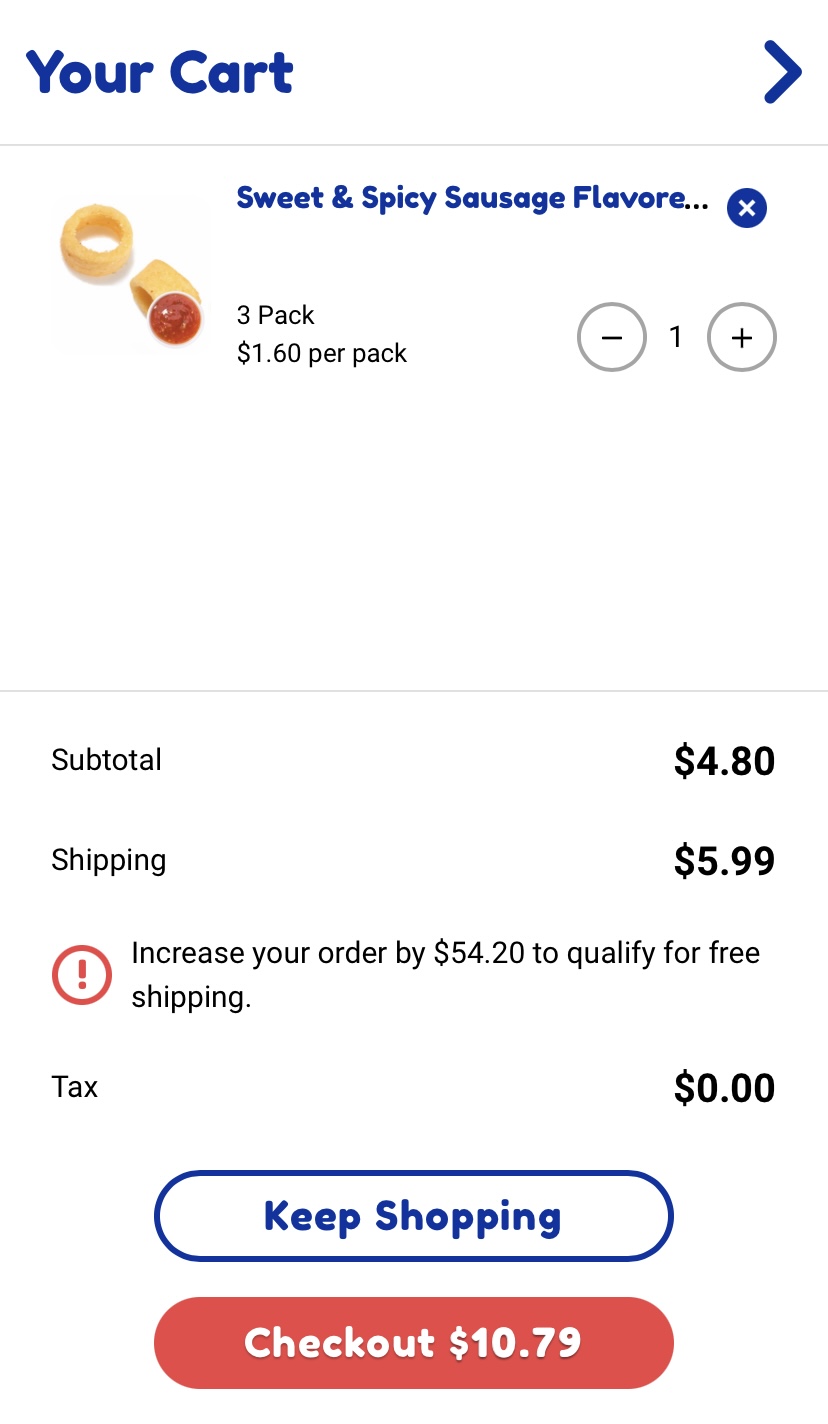 Your Cart
Sweet & Spicy Sausage Flavore...
3 Pack
$1.60 per pack
1
Subtotal
$4.80
Shipping
$5.99
Increase your order by $54.20 to qualify for free
shipping.
Tax
$0.00
Keep Shopping
Checkout $10.79